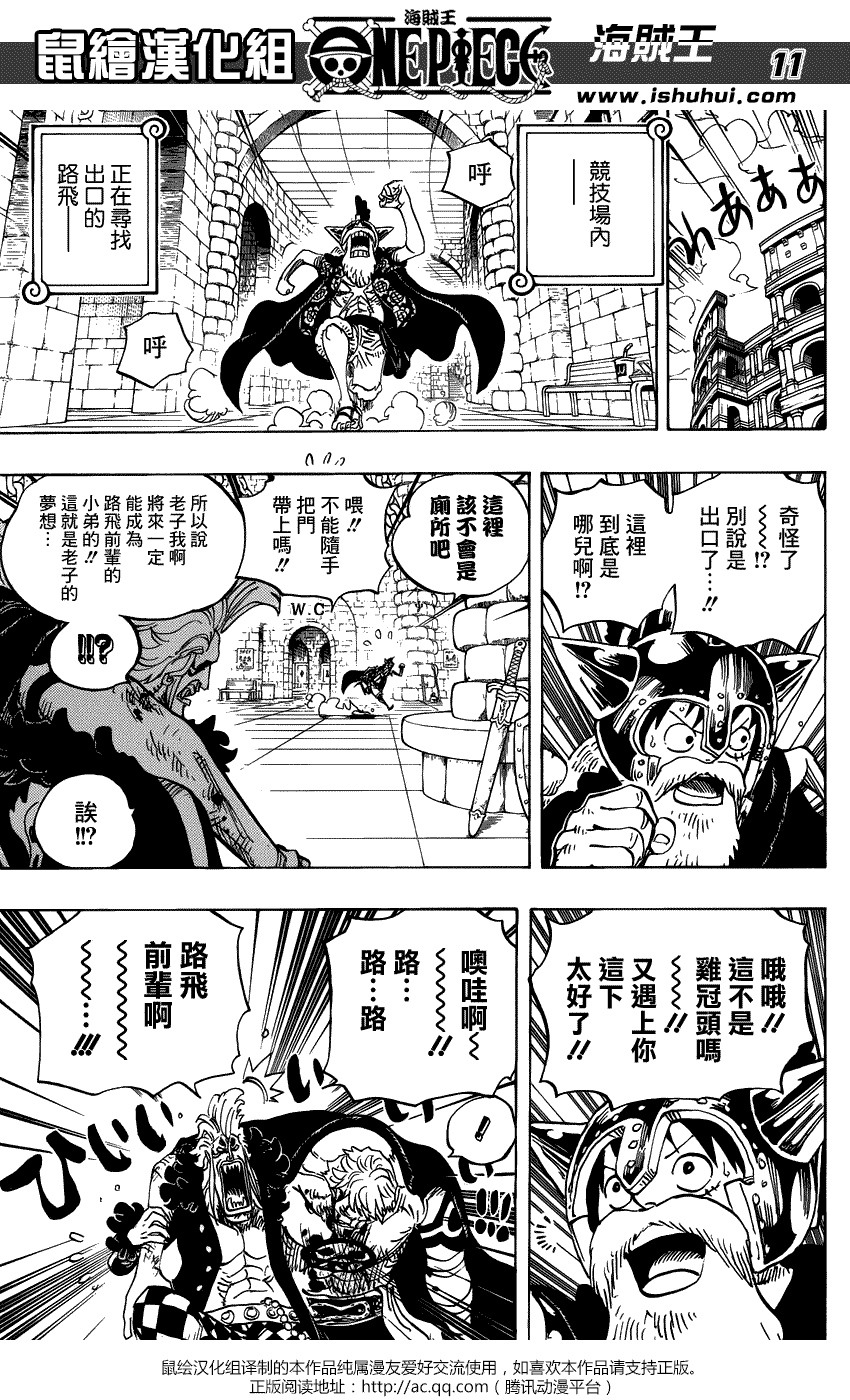 鼠繪漢化組
海賊王
ONE PIECE
海賊王
11
www.ishuhui.com
わあぁあぁ
競技場內
——
呼
正在尋找
出口的
路飛——
呼
奇怪了
~~~!?
別說是
出口了…!!
這裡
到底是
哪兒啊!?
這裡
該不會是
廁所吧
喂!!
不能隨手
把門
帶上嗎!!
W.C
所以說
老子我啊
將來一定
能成為
路飛前輩的
小弟的!!
這就是老子的
夢想…
!!?
誒
!!?
哦哦!!
這不是
雞冠頭嗎
~~~!!
又遇上你
這下
太好了!!
!
噢哇啊
~~~~
路…
路…路
路飛
前輩啊
~~~~
~~~…!!!
ひいいい
鼠绘汉化组译制的本作品纯属漫友爱好交流使用，如喜欢本作品请支持正版。
正版阅读地址：http://ac.qq.com（腾讯动漫平台）